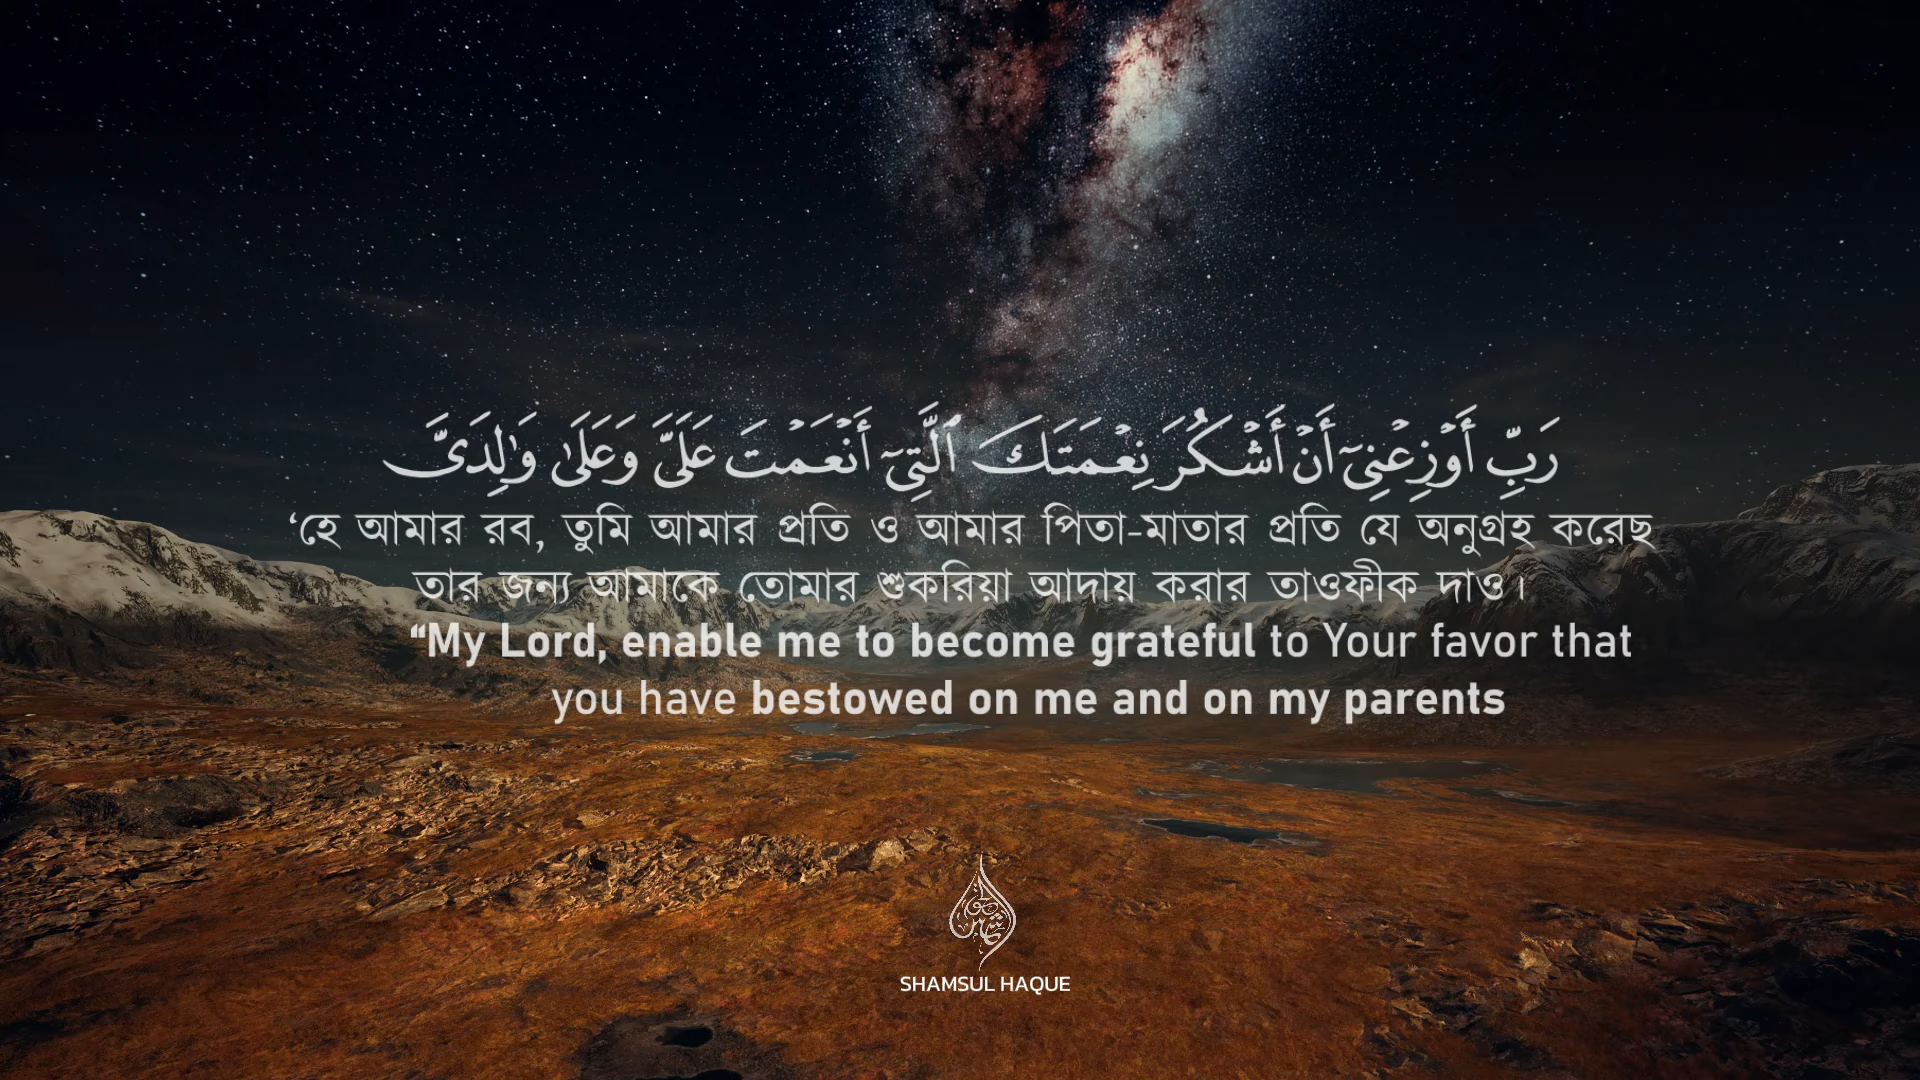 رَبِّ أَوْزِعْنِىٓ أَنْ أَشْكُرَ نِعْمَتَكَ ٱلَّتِىٓ أَنْعَمْتَ عَلَىَّ وَعَلَىٰ وَٰلِدَىَّ
‘হে আমার রব, তুমি আমার প্রতি ও আমার পিতা-মাতার প্রতি যে অনুগ্রহ করেছ
তার জন্য আমাকে তোমার শুকরিয়া আদায় করার তাওফীক দাও।
“My Lord, enable me to become grateful to Your favor that
you have bestowed on me and on my parents
SHAMSUL HAQUE